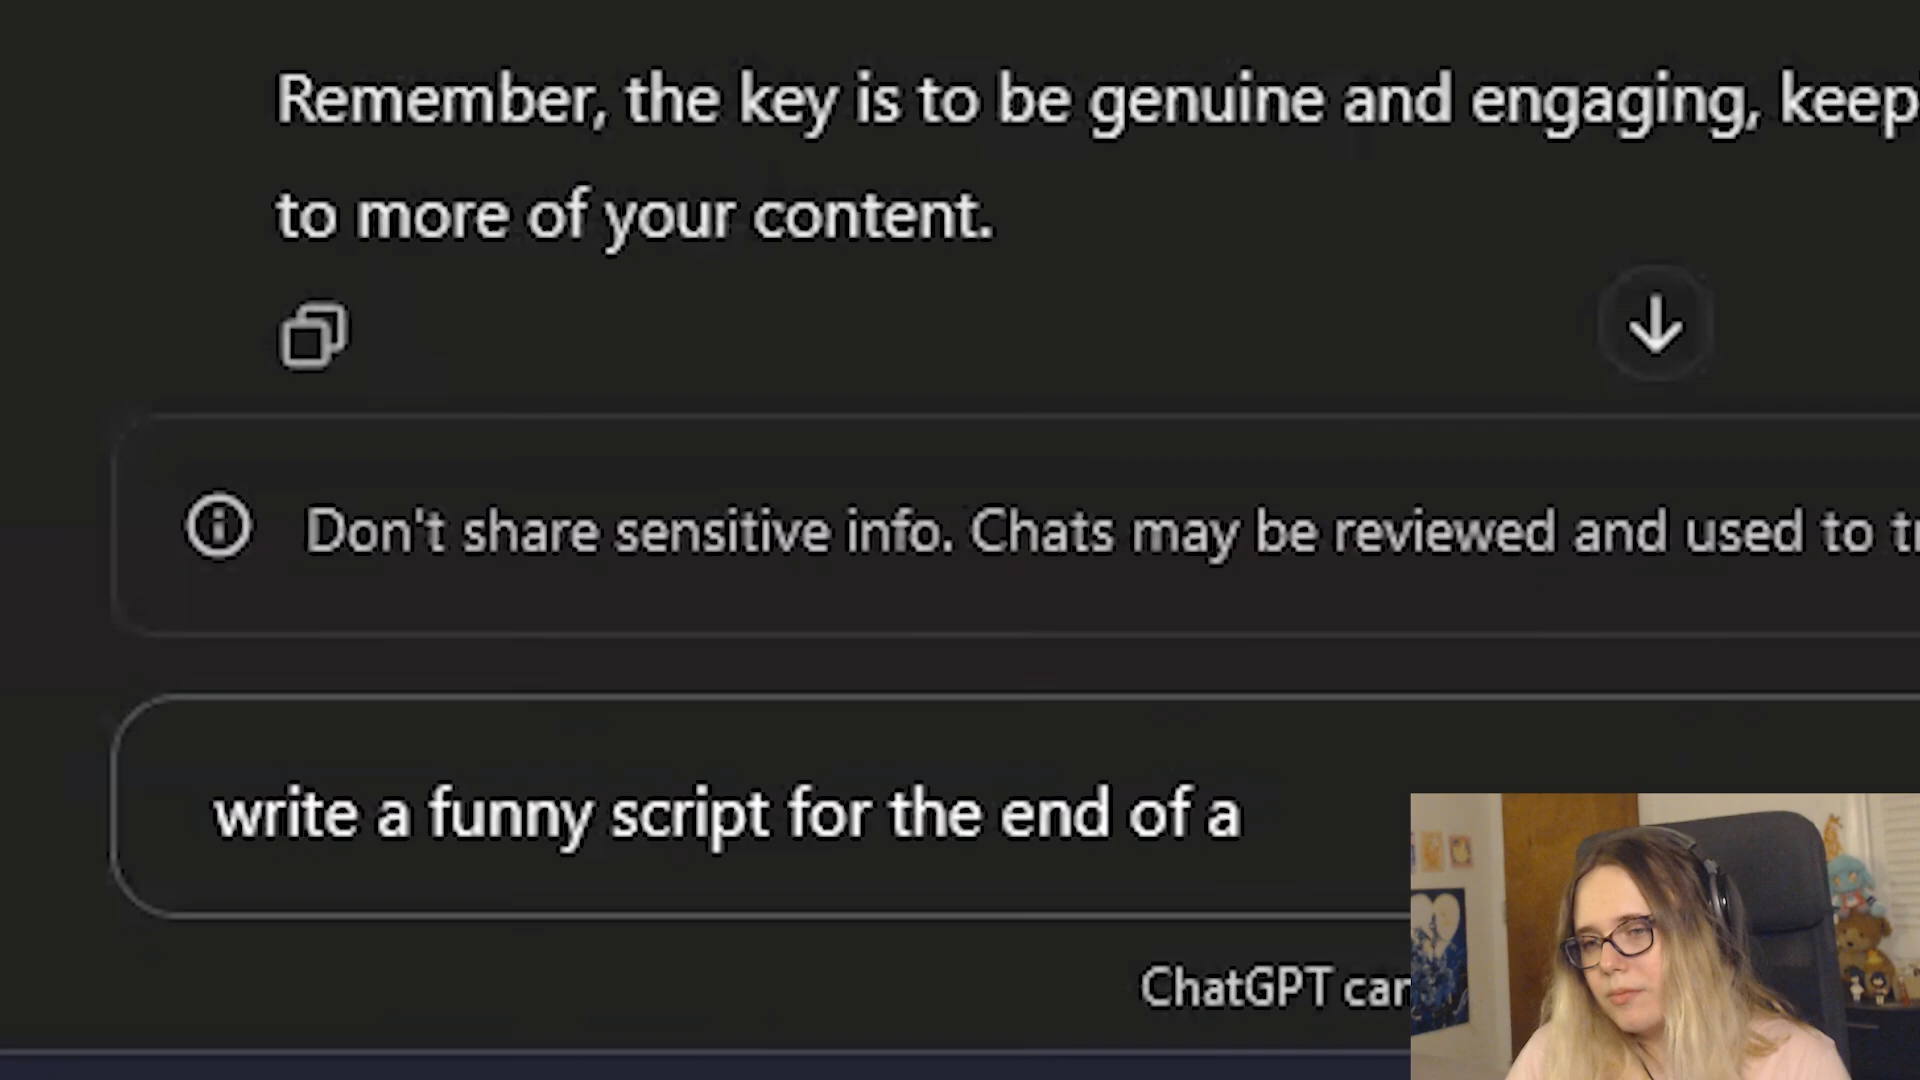 Remember, the key is to be genuine and engaging, keep
to more of your content.
Don't share sensitive info. Chats may be reviewed and used to
write a funny script for the end of a
ChatGPT